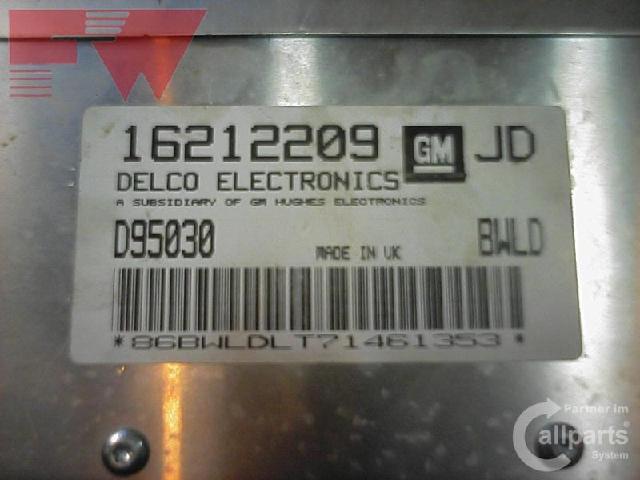 FW
16212209 GM JD
DELCO ELECTRONICS
A SUBSIDIARY OF GM HUGHES ELECTRONICS
D95030 MADE IN UK BWLD
*86BWLDLT71461353*
Partner im
Callparts
System